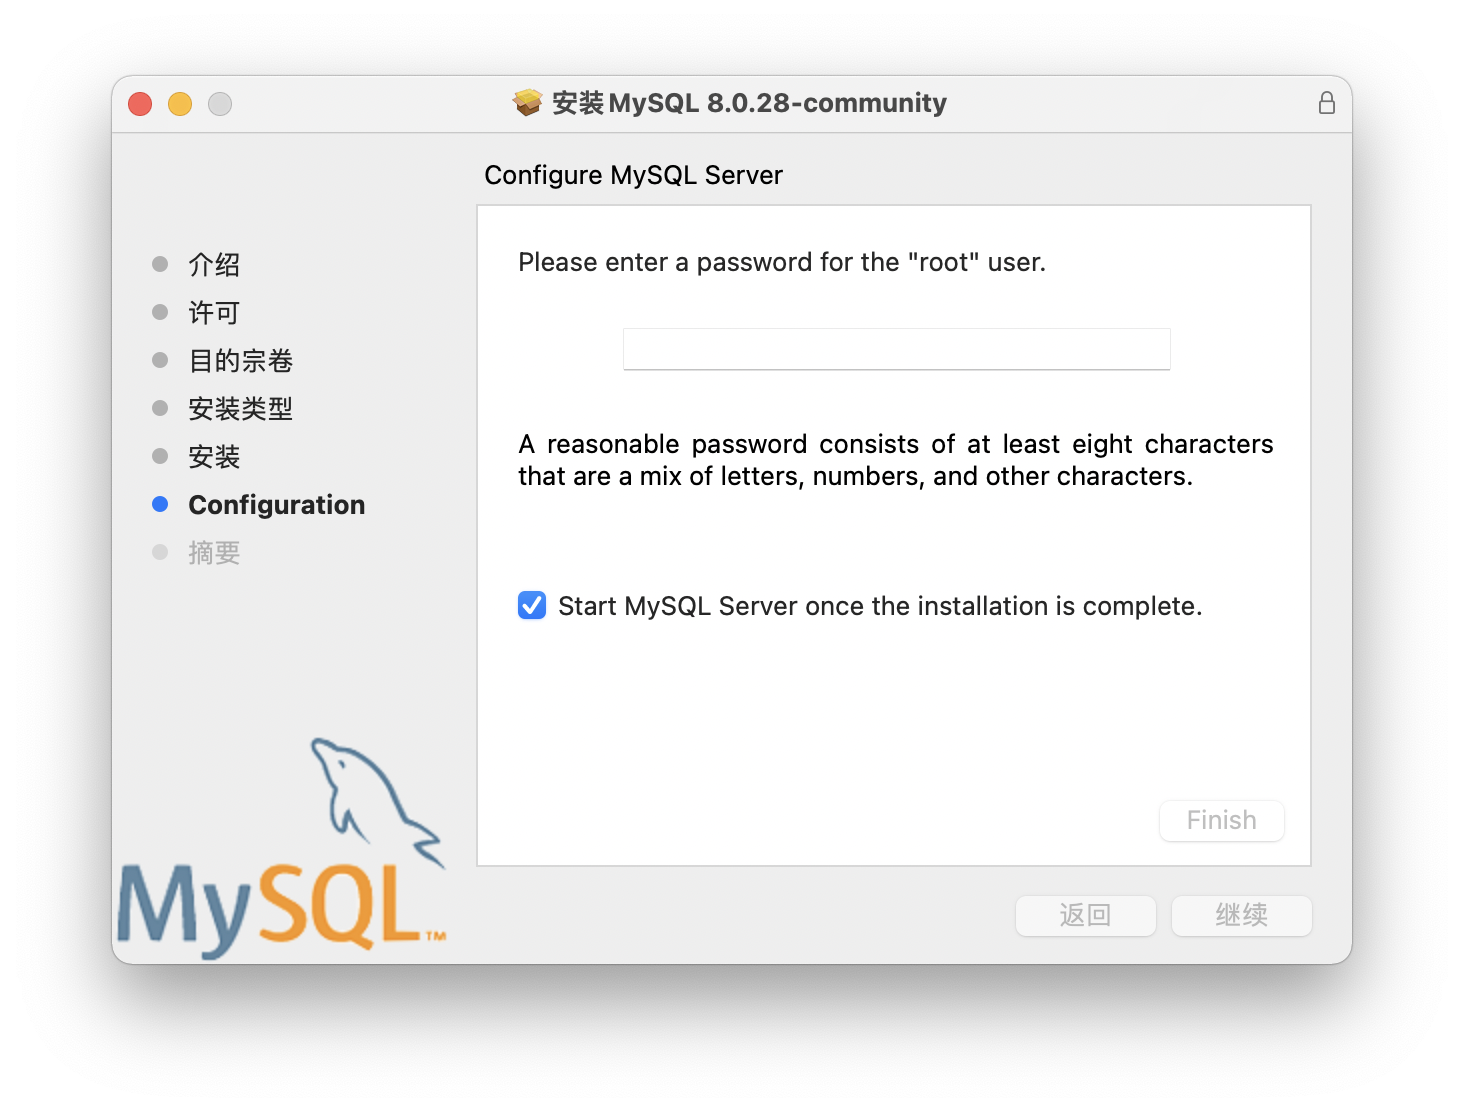 安装 MySQL 8.0.28-community
Configure MySQL Server
介绍
许可
目的宗卷
安装类型
安装
Configuration
摘要
Please enter a password for the "root" user.
A reasonable password consists of at least eight characters
that are a mix of letters, numbers, and other characters.
Start MySQL Server once the installation is complete.
Finish
MySQL™
返回
继续